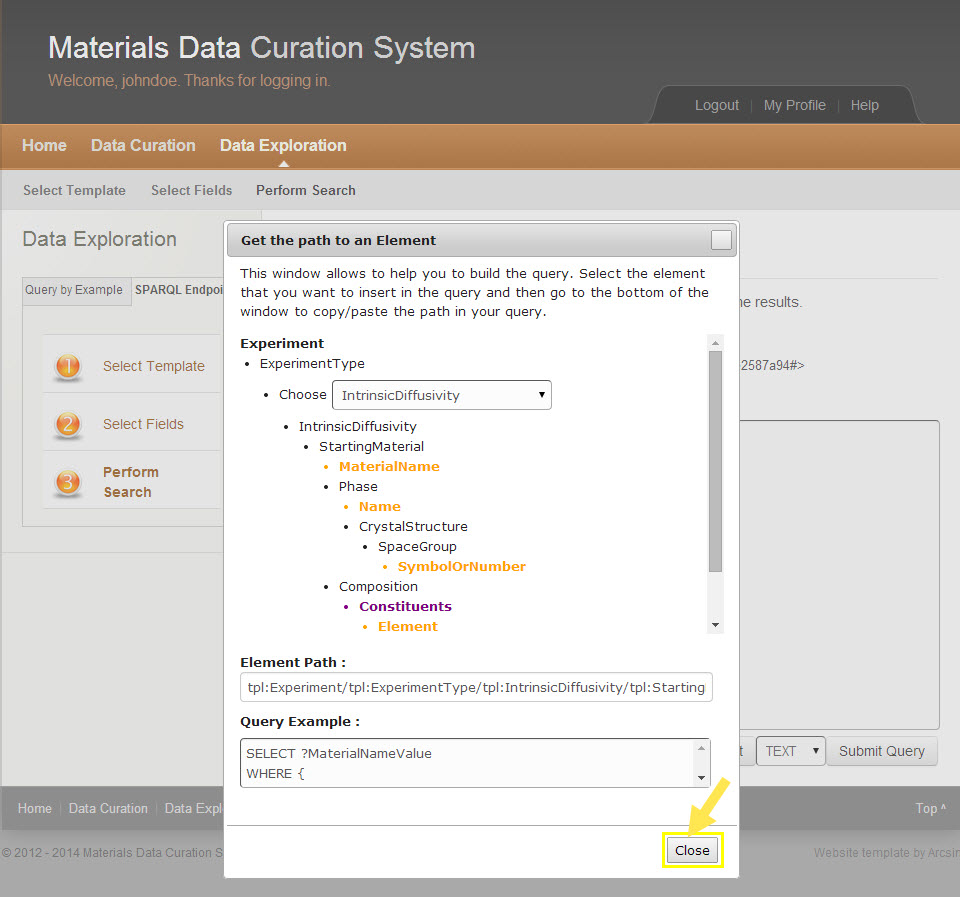 Materials Data Curation System
Welcome, johndoe. Thanks for logging in.
Logout | My Profile | Help
Home Data Curation Data Exploration
Select Template Select Fields Perform Search
Data Exploration
Query by Example SPARQL Endpoi
1 Select Template
2 Select Fields
3 Perform
Search
Get the path to an Element
This window allows to help you to build the query. Select the element
that you want to insert in the query and then go to the bottom of the
window to copy/paste the path in your query.
Experiment
• ExperimentType
• Choose IntrinsicDiffusivity
• IntrinsicDiffusivity
• StartingMaterial
• MaterialName
• Phase
• Name
• CrystalStructure
• SpaceGroup
• SymbolOrNumber
• Composition
• Constituents
• Element
Element Path :
tpl:Experiment/tpl:ExperimentType/tpl:IntrinsicDiffusivity/tpl:Starting
Query Example :
SELECT ?MaterialNameValue
WHERE {
Close
e results.
2587a94#>
t TEXT Submit Query
Home | Data Curation | Data Expl
Top ^
© 2012 - 2014 Materials Data Curation S
Website template by Arcsin